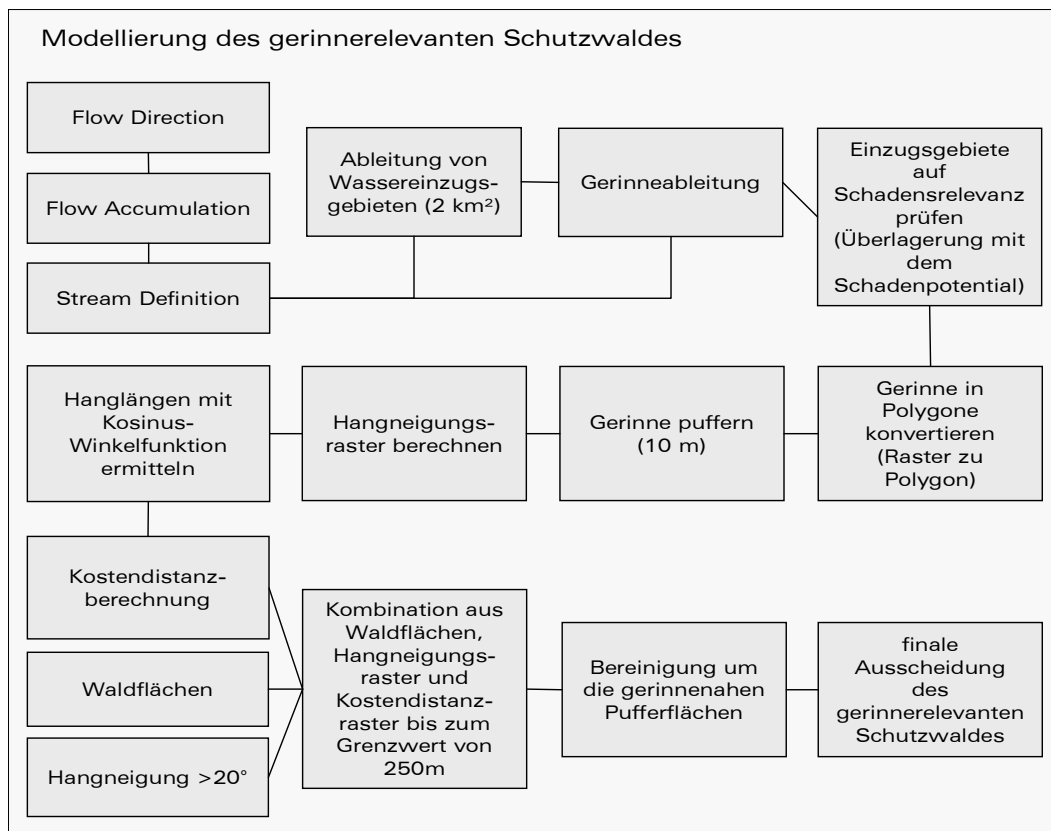 Modellierung des gerinnerelevanten Schutzwaldes
Flow Direction
Flow Accumulation
Stream Definition
Ableitung von
Wassereinzugs-
gebieten (2 km²)
Gerinneableitung
Einzugsgebiete
auf
Schadensrelevanz
prüfen
(Überlagerung mit
dem
Schadenpotential)
Hanglängen mit
Kosinus-
Winkelfunktion
ermitteln
Hangneigungs-
raster berechnen
Gerinne puffern
(10 m)
Gerinne in
Polygone
konvertieren
(Raster zu
Polygon)
Kostendistanz-
berechnung
Waldflächen
Hangneigung >20°
Kombination aus
Waldflächen,
Hangneigungs-
raster und
Kostendistanz-
raster bis zum
Grenzwert von
250m
Bereinigung um
die gerinnenahen
Pufferflächen
finale
Ausscheidung
des
gerinnerelevanten
Schutzwaldes